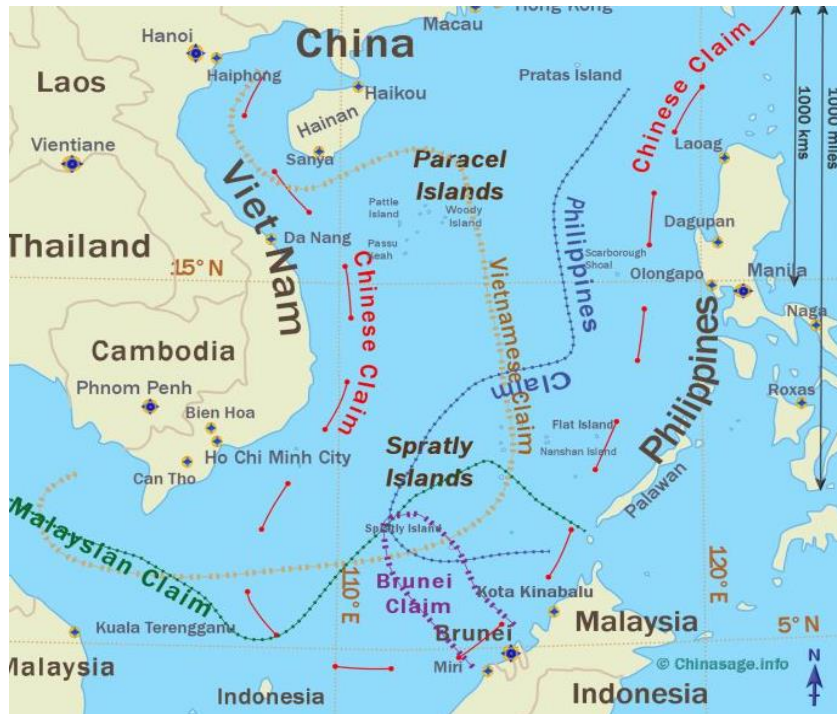 Hong Kong
Macau
China
Hanoi
Haiphong
Laos
Haikou
Hainan
Pratas Island
Chinese Claim
1000 kms
1000 miles
Vientiane
Sanya
Paracel
Islands
Laoag
Viet Nam
Pattle
Island
Woody
Island
Philippines
Claim
Thailand
Da Nang
Passu
Keah
Scarborough
Shoal
Dagupan
15° N
Chinese Claim
Vietnamese Claim
Olongapo
Manila
Naga
Cambodia
Philippines
Phnom Penh
Roxas
Bien Hoa
Flat Island
Ho Chi Minh City
Spratly
Islands
Nanshan Island
Can Tho
Palawan
Malaysian Claim
Spratly Island
110° E
120° E
Brunei
Claim
Kota Kinabalu
Kuala Terengganu
Malaysia
5° N
Brunei
Malaysia
Miri
© Chinasage.info
N
Indonesia
Indonesia